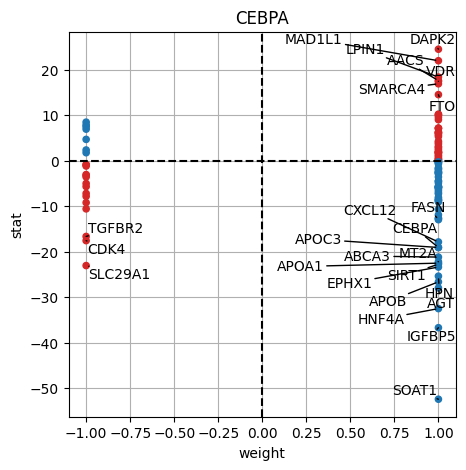 CEBPA
MAD1L1
DAPK2
LPIN1
AACS
VDR
SMARCA4
FTO
FASN
CXCL12
CEBPA
TGFBR2
APOC3
CDK4
ABCA3
MT2A
APOA1
SLC29A1
SIRT1
EPHX1
HPN
APOB
AGT
HNF4A
IGFBP5
SOAT1
20
10
0
−10
−20
−30
−40
−50
stat
−1.00 −0.75 −0.50 −0.25 0.00 0.25 0.50 0.75 1.00
weight